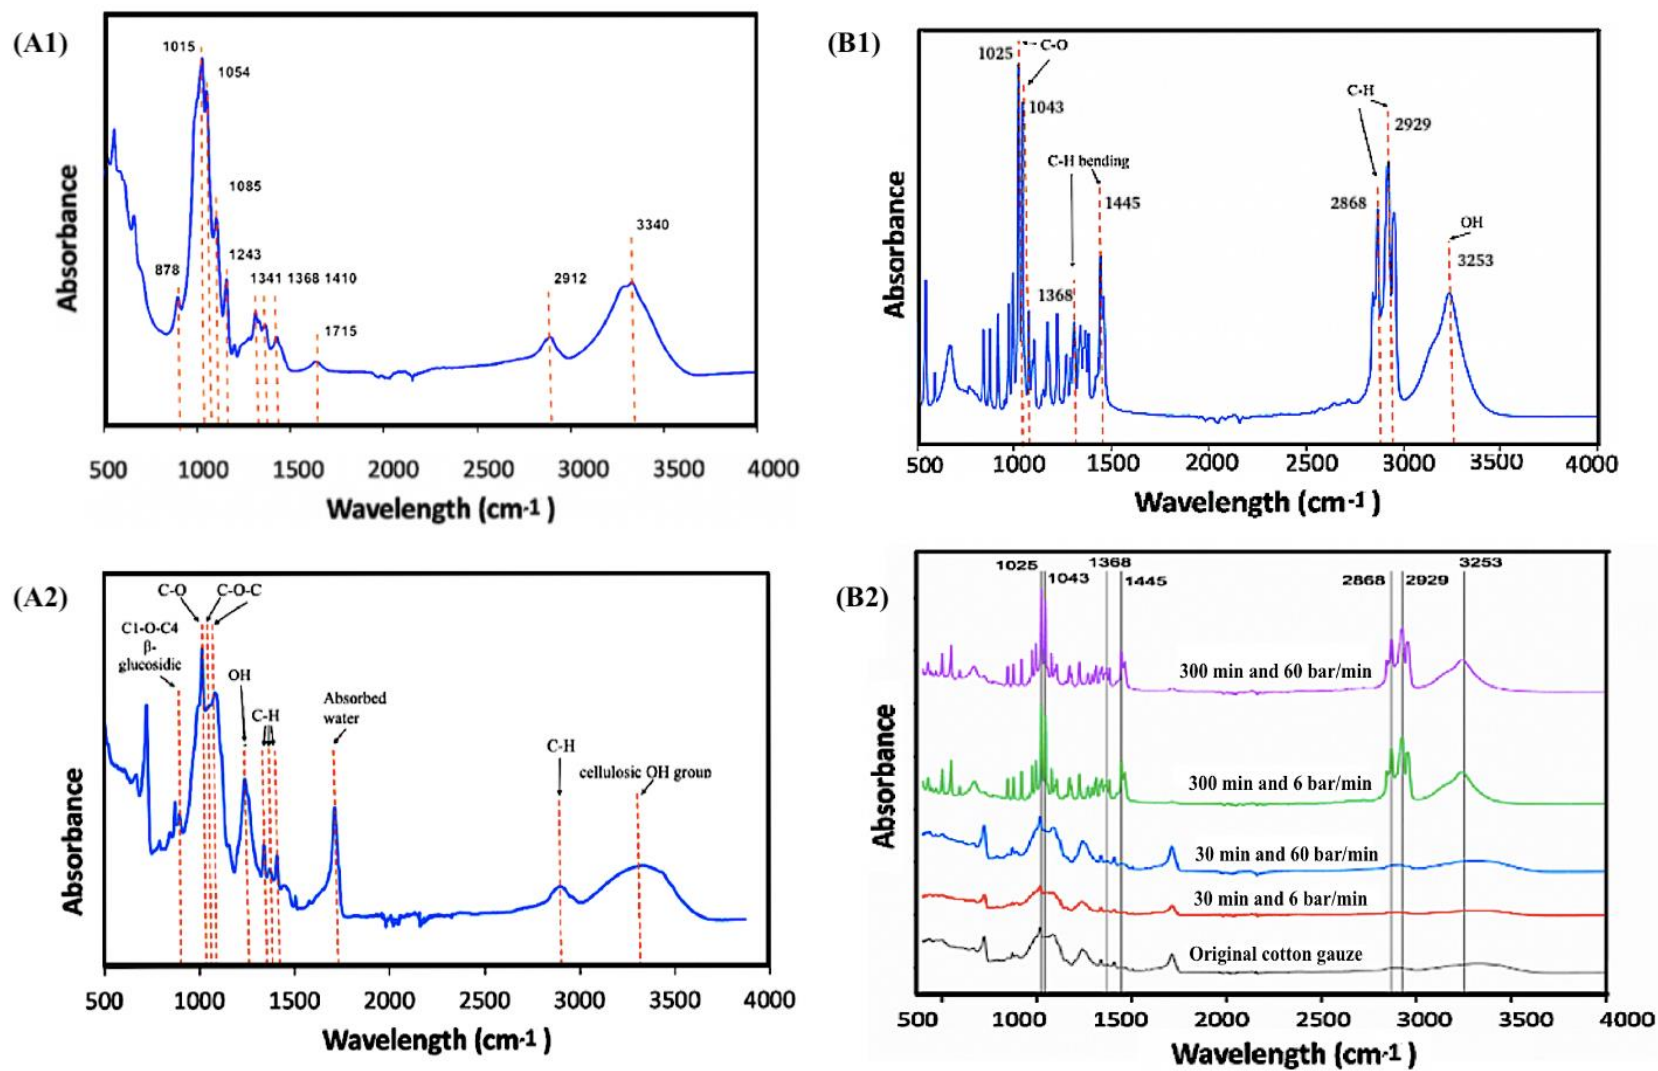 (A1)
1015
1054
1085
1243
878
1341 1368 1410
1715
2912
3340
Absorbance
500 1000 1500 2000 2500 3000 3500 4000
Wavelength (cm-1 )
(B1)
1025
C-O
1043
C-H bending
1368
1445
C-H
2929
2868
OH
3253
Absorbance
500 1000 1500 2000 2500 3000 3500 4000
Wavelength (cm-1 )
(A2)
C-O
C-O-C
C1-O-C4
β-
glucosidic
OH
C-H
Absorbed
water
C-H
cellulosic OH group
Absorbance
500 1000 1500 2000 2500 3000 3500 4000
Wavelength (cm-1 )
(B2)
1025
1043
1368
1445
2868
2929
3253
300 min and 60 bar/min
300 min and 6 bar/min
30 min and 60 bar/min
30 min and 6 bar/min
Original cotton gauze
Absorbance
500 1000 1500 2000 2500 3000 3500 4000
Wavelength (cm-1 )